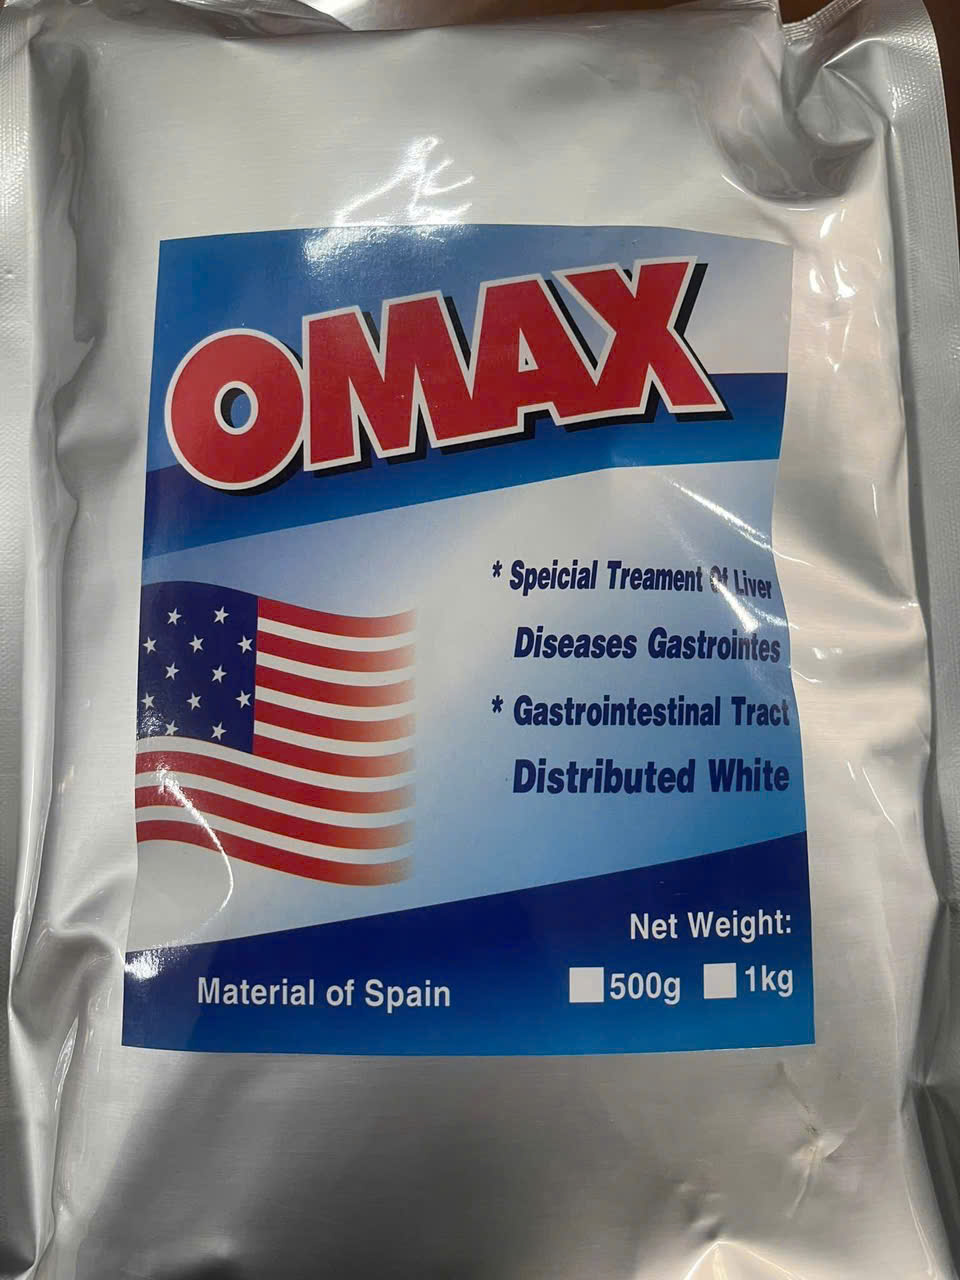 OMAX
* Speicial Treament Of Liver
Diseases Gastrointes
* Gastrointestinal Tract
Distributed White
Net Weight:
500g 1kg
Material of Spain